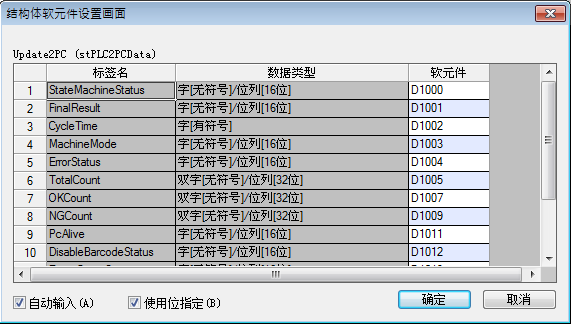 结构体软元件设置画面
Update2PC (stPLC2PCData)
标签名 数据类型 软元件
1 StateMachineStatus 字[无符号]/位列[16位] D1000
2 FinalResult 字[无符号]/位列[16位] D1001
3 CycleTime 字[有符号] D1002
4 MachineMode 字[无符号]/位列[16位] D1003
5 ErrorStatus 字[无符号]/位列[16位] D1004
6 TotalCount 双字[无符号]/位列[32位] D1005
7 OKCount 双字[无符号]/位列[32位] D1007
8 NGCount 双字[无符号]/位列[32位] D1009
9 PcAlive 字[无符号]/位列[16位] D1011
10 DisableBarcodeStatus 字[无符号]/位列[16位] D1012
自动输入(A) 使用位指定(B) 确定 取消